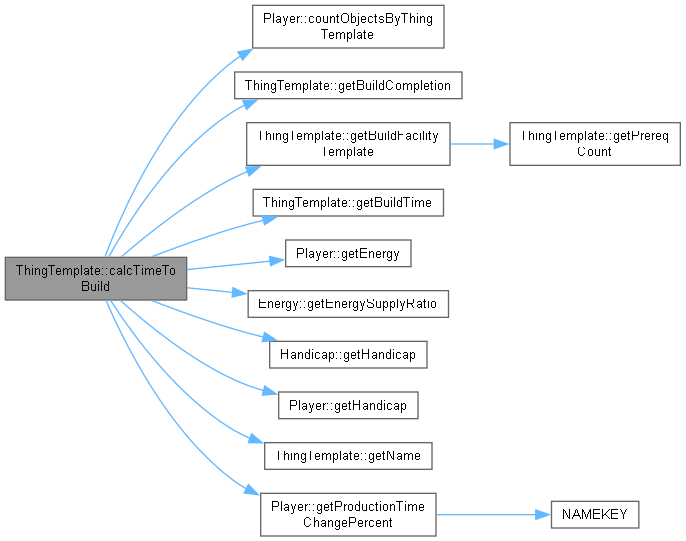 Player::countObjectsByThing
Template
ThingTemplate::getBuildCompletion
ThingTemplate::getBuildFacility
Template
ThingTemplate::getPrereq
Count
ThingTemplate::getBuildTime
Player::getEnergy
ThingTemplate::calcTimeTo
Build
Energy::getEnergySupplyRatio
Handicap::getHandicap
Player::getHandicap
ThingTemplate::getName
Player::getProductionTime
ChangePercent
NAMEKEY